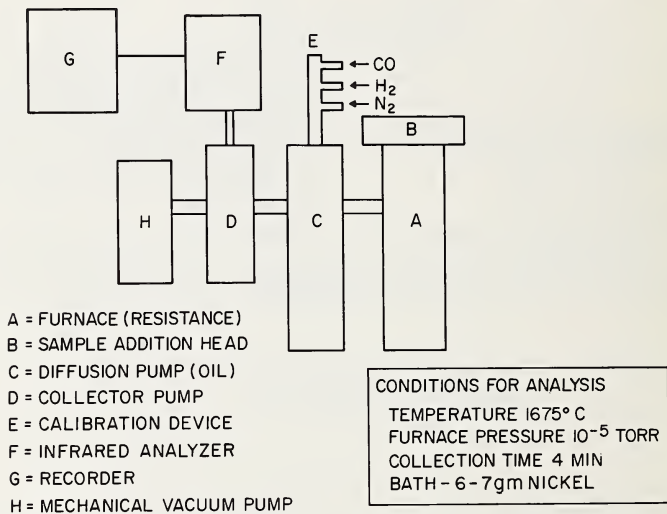 E
G
F
← CO
← H₂
← N₂
B
H
D
C
A
A = FURNACE (RESISTANCE)
B = SAMPLE ADDITION HEAD
C = DIFFUSION PUMP (OIL)
D = COLLECTOR PUMP
E = CALIBRATION DEVICE
F = INFRARED ANALYZER
G = RECORDER
H = MECHANICAL VACUUM PUMP
CONDITIONS FOR ANALYSIS
TEMPERATURE 1675° C
FURNACE PRESSURE 10⁻⁵ TORR
COLLECTION TIME 4 MIN
BATH - 6-7gm NICKEL